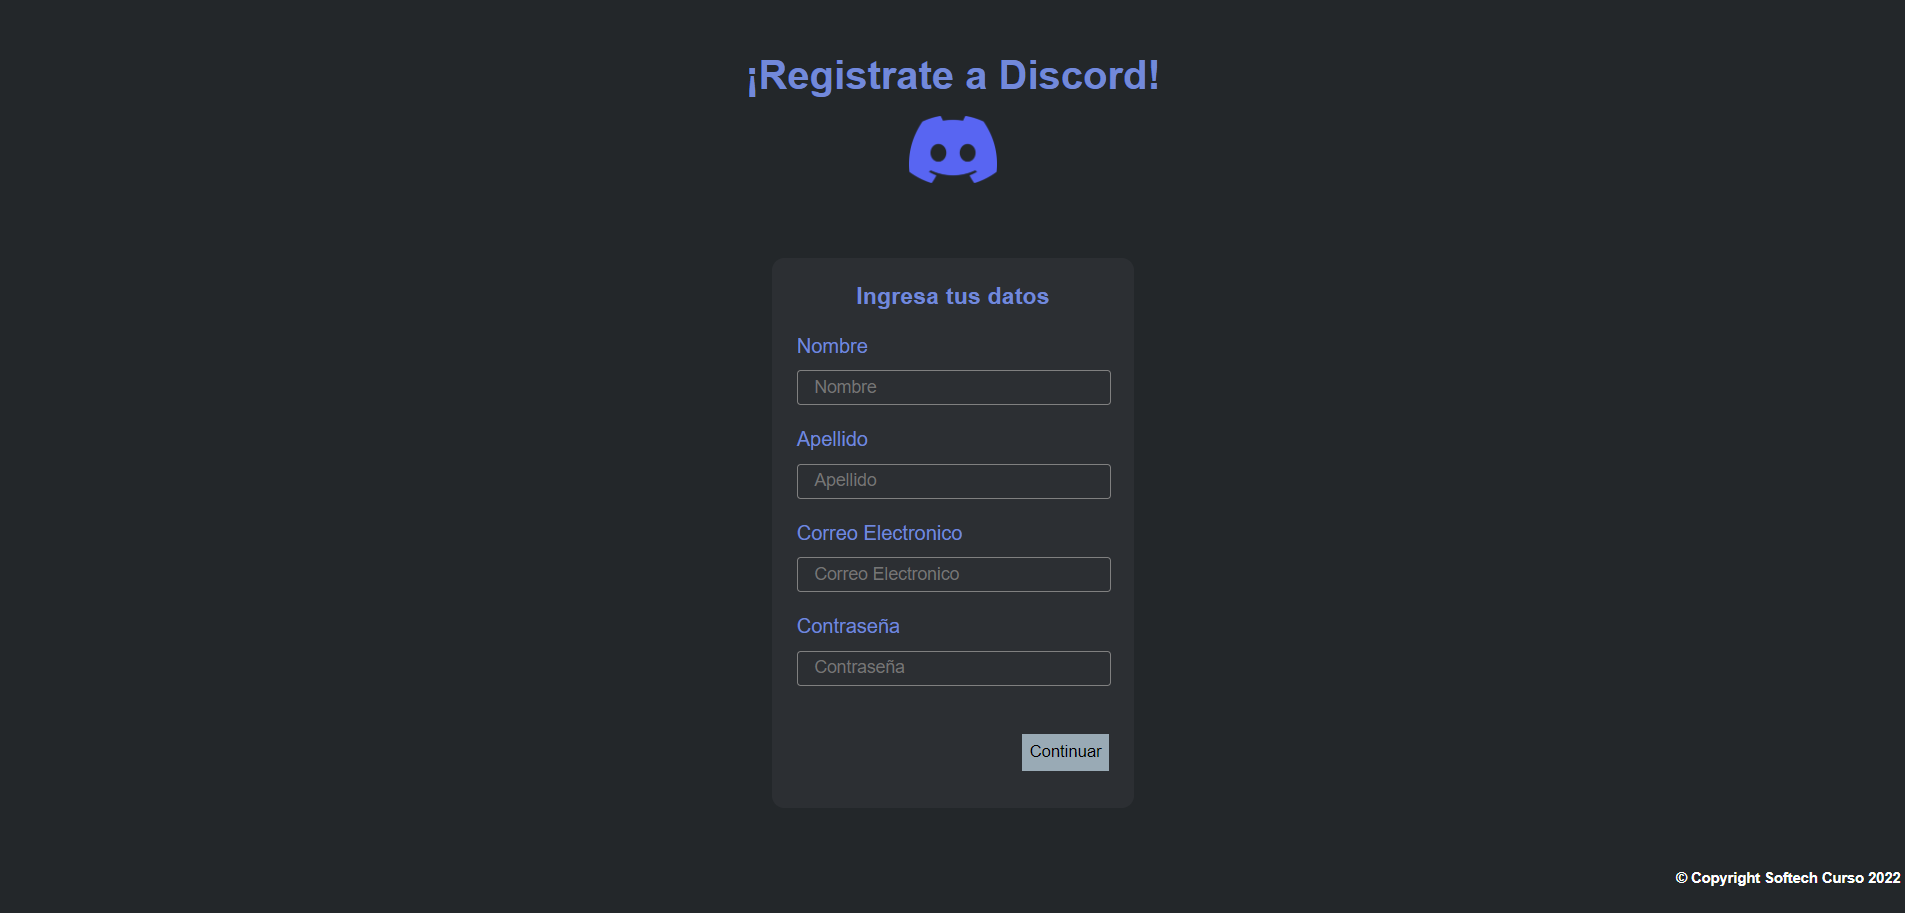 ¡Registrate a Discord!
Ingresa tus datos
Nombre
Nombre
Apellido
Apellido
Correo Electronico
Correo Electronico
Contraseña
Contraseña
Continuar
© Copyright Softech Curso 2022